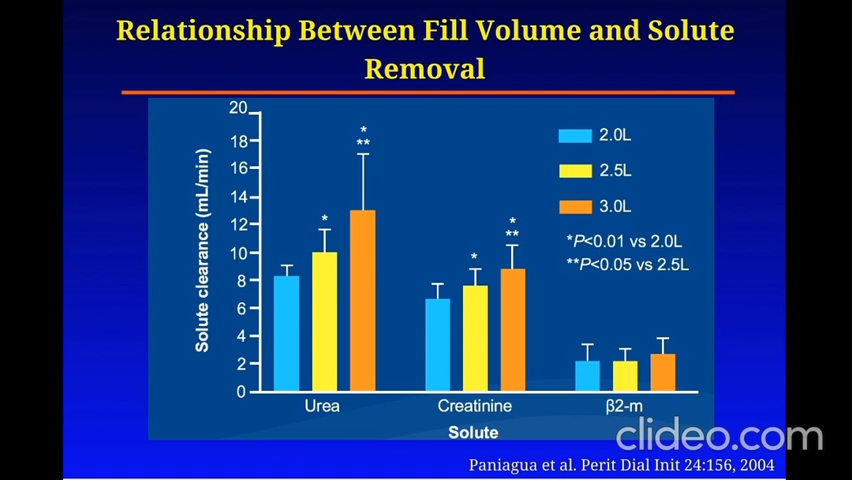 Relationship Between Fill Volume and Solute
Removal
20
18
16
14
12
10
8
6
4
2
0
Solute clearance (mL/min)
*
*
**
*
*
**
2.0L
2.5L
3.0L
*P<0.01 vs 2.0L
**P<0.05 vs 2.5L
Urea
Creatinine
β2-m
Solute
clideo.com
Paniagua et al. Perit Dial Init 24:156, 2004